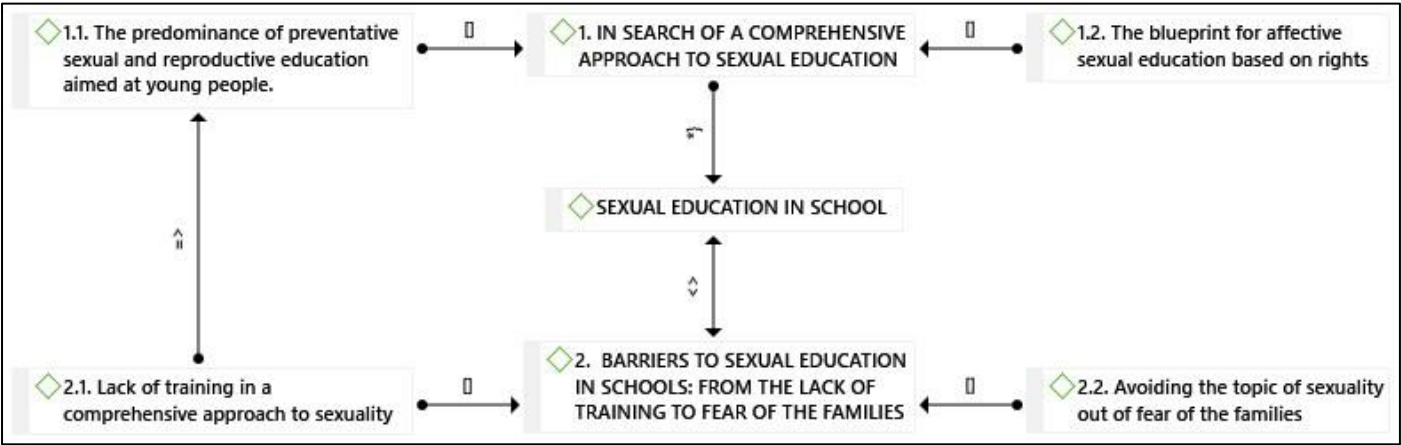 1.1. The predominance of preventative
sexual and reproductive education
aimed at young people.
[]
1. IN SEARCH OF A COMPREHENSIVE
APPROACH TO SEXUAL EDUCATION
[]
1.2. The blueprint for affective
sexual education based on rights
*}
SEXUAL EDUCATION IN SCHOOL
=>
<>
2.1. Lack of training in a
comprehensive approach to sexuality
[]
2. BARRIERS TO SEXUAL EDUCATION
IN SCHOOLS: FROM THE LACK OF
TRAINING TO FEAR OF THE FAMILIES
[]
2.2. Avoiding the topic of sexuality
out of fear of the families